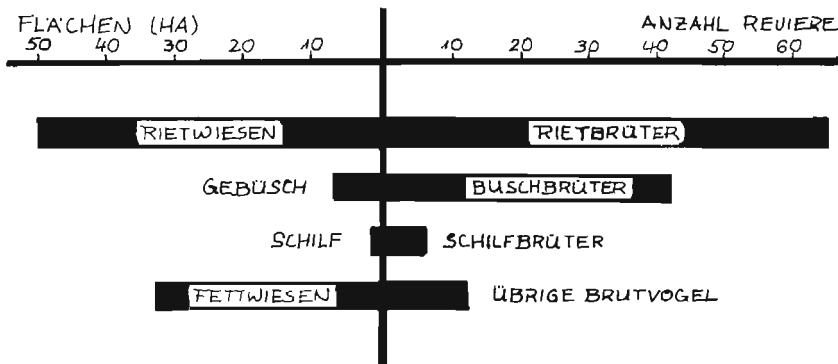 FLÄCHEN (HA) ANZAHL REVIERE
50 40 30 20 10 10 20 30 40 50 60
RIETWIESEN RIETBRÜTER
GEBÜSCH BUSCHBRÜTER
SCHILF SCHILFBRÜTER
FETTWIESEN ÜBRIGE BRUTVOGEL